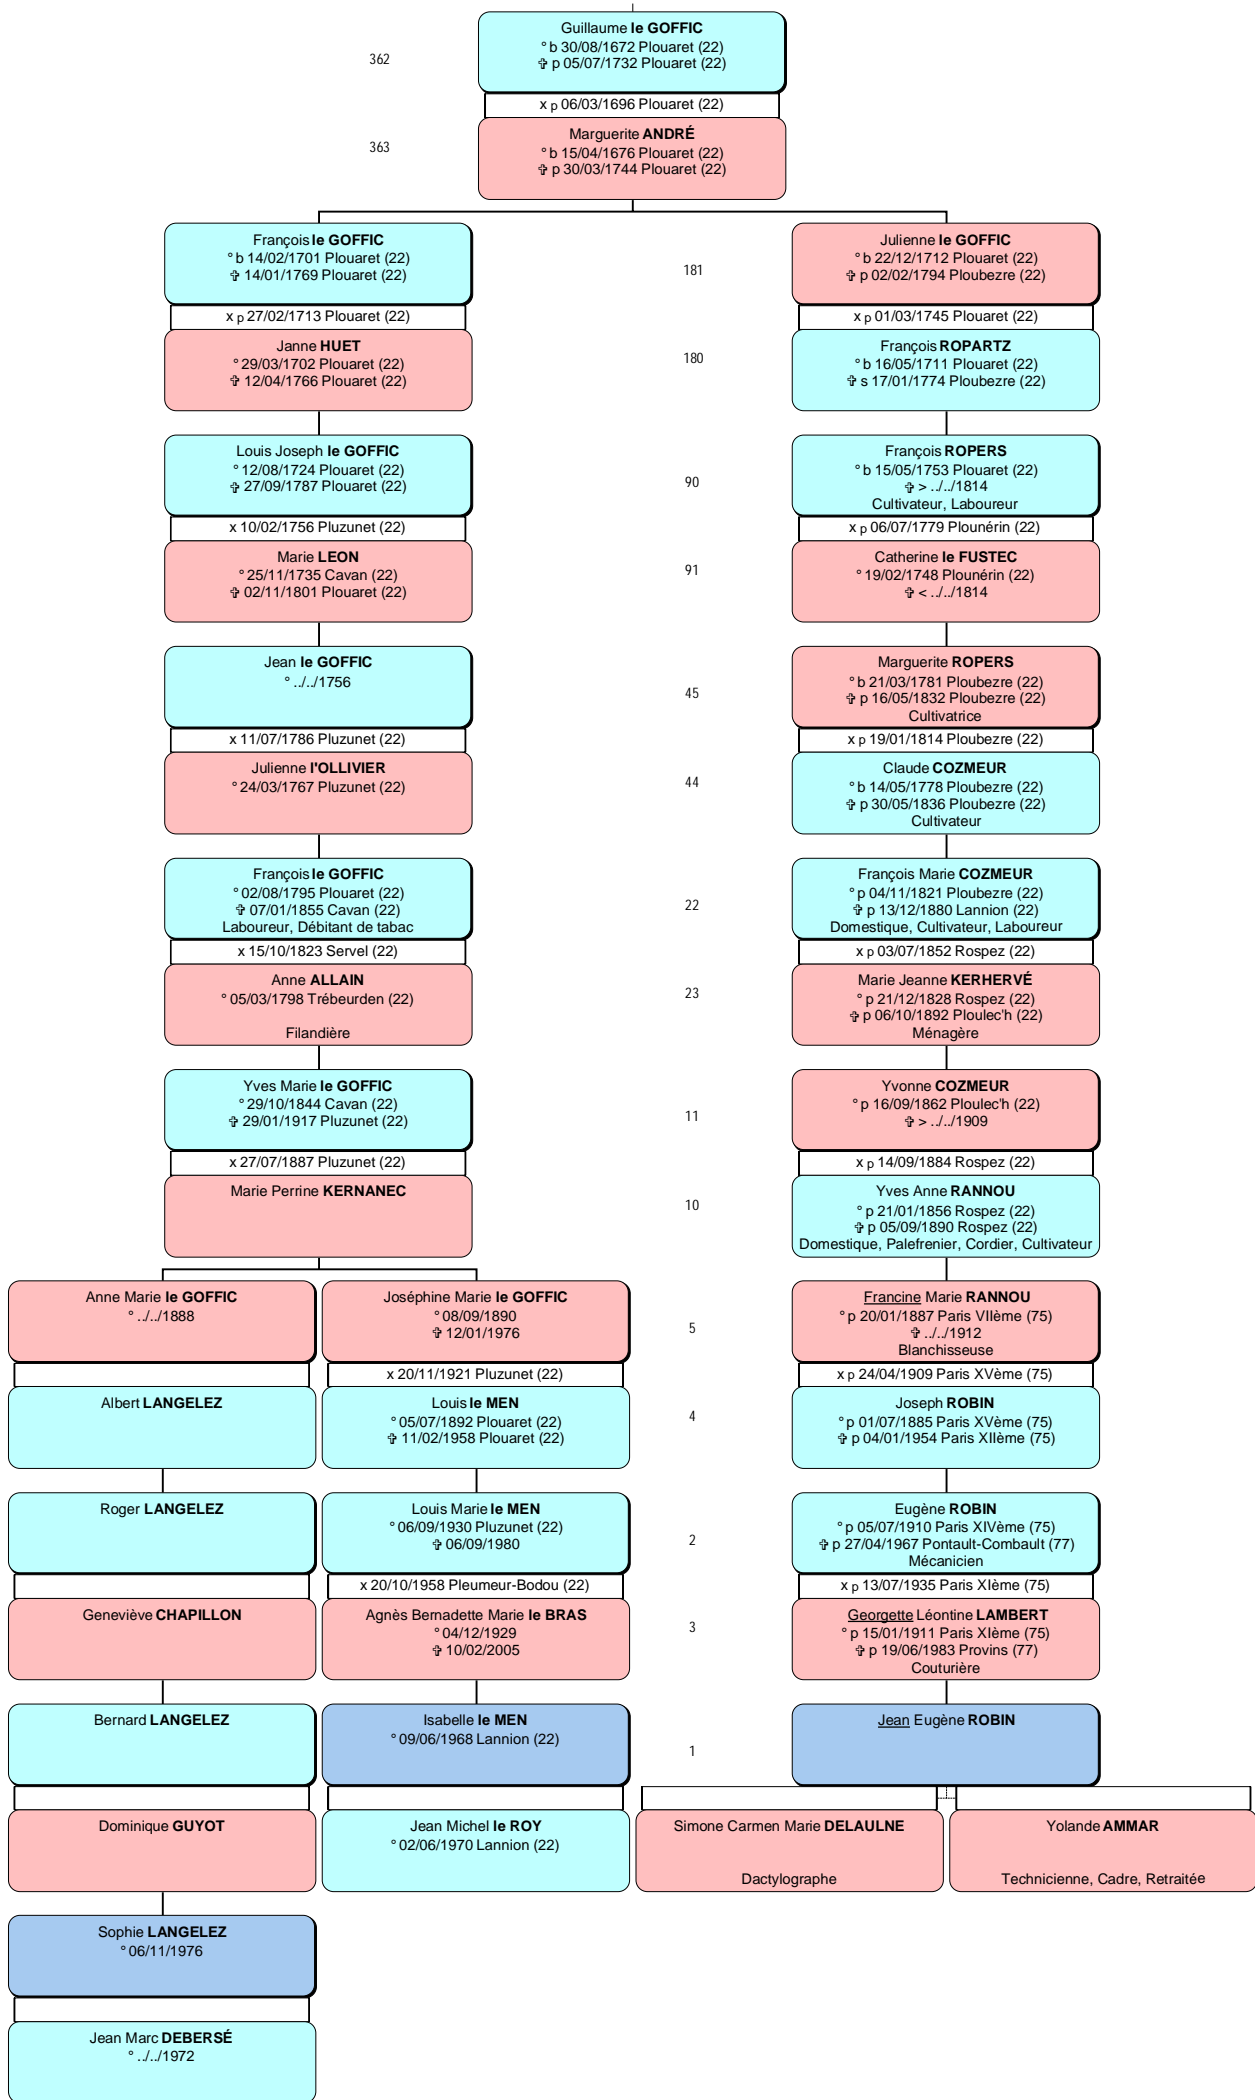 362
Guillaume le GOFFIC
° b 30/08/1672 Plouaret (22)
✞ p 05/07/1732 Plouaret (22)
x p 06/03/1696 Plouaret (22)
363
Marguerite ANDRÉ
° b 15/04/1676 Plouaret (22)
✞ p 30/03/1744 Plouaret (22)
François le GOFFIC
° b 14/02/1701 Plouaret (22)
✞ 14/01/1769 Plouaret (22)
181
Julienne le GOFFIC
° b 22/12/1712 Plouaret (22)
✞ p 02/02/1794 Ploubezre (22)
x p 27/02/1713 Plouaret (22)
x p 01/03/1745 Plouaret (22)
Janne HUET
° 29/03/1702 Plouaret (22)
✞ 12/04/1766 Plouaret (22)
180
François ROPARTZ
° b 16/05/1711 Plouaret (22)
✞ s 17/01/1774 Ploubezre (22)
Louis Joseph le GOFFIC
° 12/08/1724 Plouaret (22)
✞ 27/09/1787 Plouaret (22)
90
François ROPERS
° b 15/05/1753 Plouaret (22)
✞ > ../../1814
Cultivateur, Laboureur
x 10/02/1756 Pluzunet (22)
x p 06/07/1779 Plounérin (22)
Marie LEON
° 25/11/1735 Cavan (22)
✞ 02/11/1801 Plouaret (22)
91
Catherine le FUSTEC
° 19/02/1748 Plounérin (22)
✞ < ../../1814
Jean le GOFFIC
° ../../1756
45
Marguerite ROPERS
° b 21/03/1781 Ploubezre (22)
✞ p 16/05/1832 Ploubezre (22)
Cultivatrice
x 11/07/1786 Pluzunet (22)
x p 19/01/1814 Ploubezre (22)
Julienne l'OLLIVIER
° 24/03/1767 Pluzunet (22)
44
Claude COZMEUR
° b 14/05/1778 Ploubezre (22)
✞ p 30/05/1836 Ploubezre (22)
Cultivateur
François le GOFFIC
° 02/08/1795 Plouaret (22)
✞ 07/01/1855 Cavan (22)
Laboureur, Débitant de tabac
22
François Marie COZMEUR
° p 04/11/1821 Ploubezre (22)
✞ p 13/12/1880 Lannion (22)
Domestique, Cultivateur, Laboureur
x 15/10/1823 Servel (22)
x p 03/07/1852 Rospez (22)
Anne ALLAIN
° 05/03/1798 Trébeurden (22)
Filandière
23
Marie Jeanne KERHERVÉ
° p 21/12/1828 Rospez (22)
✞ p 06/10/1892 Ploulec'h (22)
Ménagère
Yves Marie le GOFFIC
° 29/10/1844 Cavan (22)
✞ 29/01/1917 Pluzunet (22)
11
Yvonne COZMEUR
° p 16/09/1862 Ploulec'h (22)
✞ > ../../1909
x 27/07/1887 Pluzunet (22)
x p 14/09/1884 Rospez (22)
Marie Perrine KERNANEC
10
Yves Anne RANNOU
° p 21/01/1856 Rospez (22)
✞ p 05/09/1890 Rospez (22)
Domestique, Palefrenier, Cordier, Cultivateur
Anne Marie le GOFFIC
° ../../1888
Joséphine Marie le GOFFIC
° 08/09/1890
✞ 12/01/1976
5
Francine Marie RANNOU
° p 20/01/1887 Paris VIIème (75)
✞ ../../1912
Blanchisseuse
x 20/11/1921 Pluzunet (22)
x p 24/04/1909 Paris XVème (75)
Albert LANGELEZ
Louis le MEN
° 05/07/1892 Plouaret (22)
✞ 11/02/1958 Plouaret (22)
4
Joseph ROBIN
° p 01/07/1885 Paris XVème (75)
✞ p 04/01/1954 Paris XIIème (75)
Roger LANGELEZ
Louis Marie le MEN
° 06/09/1930 Pluzunet (22)
✞ 06/09/1980
2
Eugène ROBIN
° p 05/07/1910 Paris XIVème (75)
✞ p 27/04/1967 Pontault-Combault (77)
Mécanicien
x 20/10/1958 Pleumeur-Bodou (22)
x p 13/07/1935 Paris XIème (75)
Geneviève CHAPILLON
Agnès Bernadette Marie le BRAS
° 04/12/1929
✞ 10/02/2005
3
Georgette Léontine LAMBERT
° p 15/01/1911 Paris XIème (75)
✞ p 19/06/1983 Provins (77)
Couturière
Bernard LANGELEZ
Isabelle le MEN
° 09/06/1968 Lannion (22)
1
Jean Eugène ROBIN
Dominique GUYOT
Jean Michel le ROY
° 02/06/1970 Lannion (22)
Simone Carmen Marie DELAULNE
Dactylographe
Yolande AMMAR
Technicienne, Cadre, Retraitée
Sophie LANGELEZ
° 06/11/1976
Jean Marc DEBERSÉ
° ../../1972